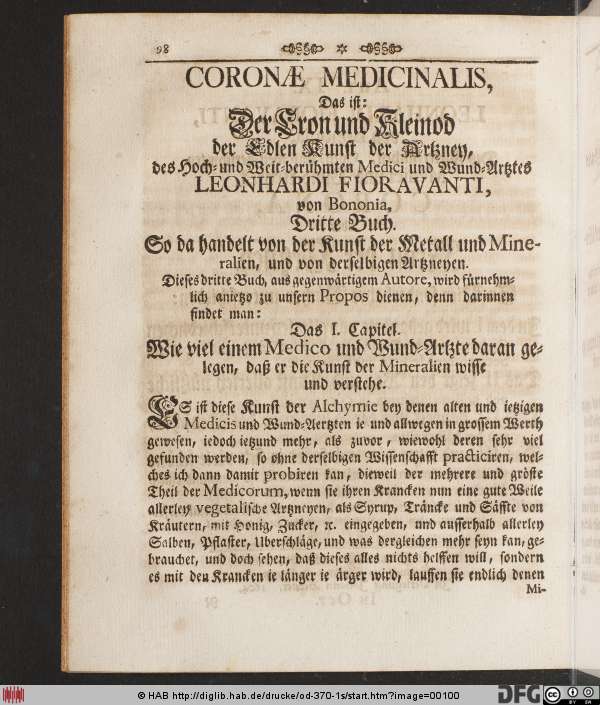 98
CORONÆ MEDICINALIS,
Das ist:
Der Cron und Kleinod
der Edlen Kunst der Artzney,
des Hoch- und Weit-berühmten Medici und Wund-Artztes
LEONHARDI FIORAVANTI,
von Bononia,
Dritte Buch.
So da handelt von der Kunst der Metall und Mine-
ralien, und von derselbigen Artzneyen.
Dieses dritte Buch, aus gegenwärtigem Autore, wird fürnehm-
lich anietzo zu unsern Propos dienen, denn darinnen
findet man:
Das I. Capitel.
Wie viel einem Medico und Wund-Artzte daran ge-
legen, daß er die Kunst der Mineralien wisse
und verstehe.
ES ist diese Kunst der Alchymie bey denen alten und ietzigen
Medicis und Wund-Aertzten ie und allwegen in grossem Werth
gewesen, iedoch ietzund mehr, als zuvor, wiewohl deren sehr viel
gefunden werden, so ohne derselbigen Wissenschafft practiciren, wel-
ches ich dann damit probiren kan, dieweil der mehrere und gröste
Theil der Medicorum, wenn sie ihren Krancken nun eine gute Weile
allerley vegetalische Artzneyen, als Syrup, Träncke und Säffte von
Kräutern, mit Honig, Zucker, ꝛc. eingegeben, und ausserhalb allerley
Salben, Pflaster, Uberschläge, und was dergleichen mehr seyn kan, ge-
brauchet, und doch sehen, daß dieses alles nichts helffen will, sondern
es mit den Krancken ie länger ie ärger wird, lauffen sie endlich denen
Mi-
© HAB http://diglib.hab.de/drucke/od-370-1s/start.htm?image=00100
DFG
CC BY SA